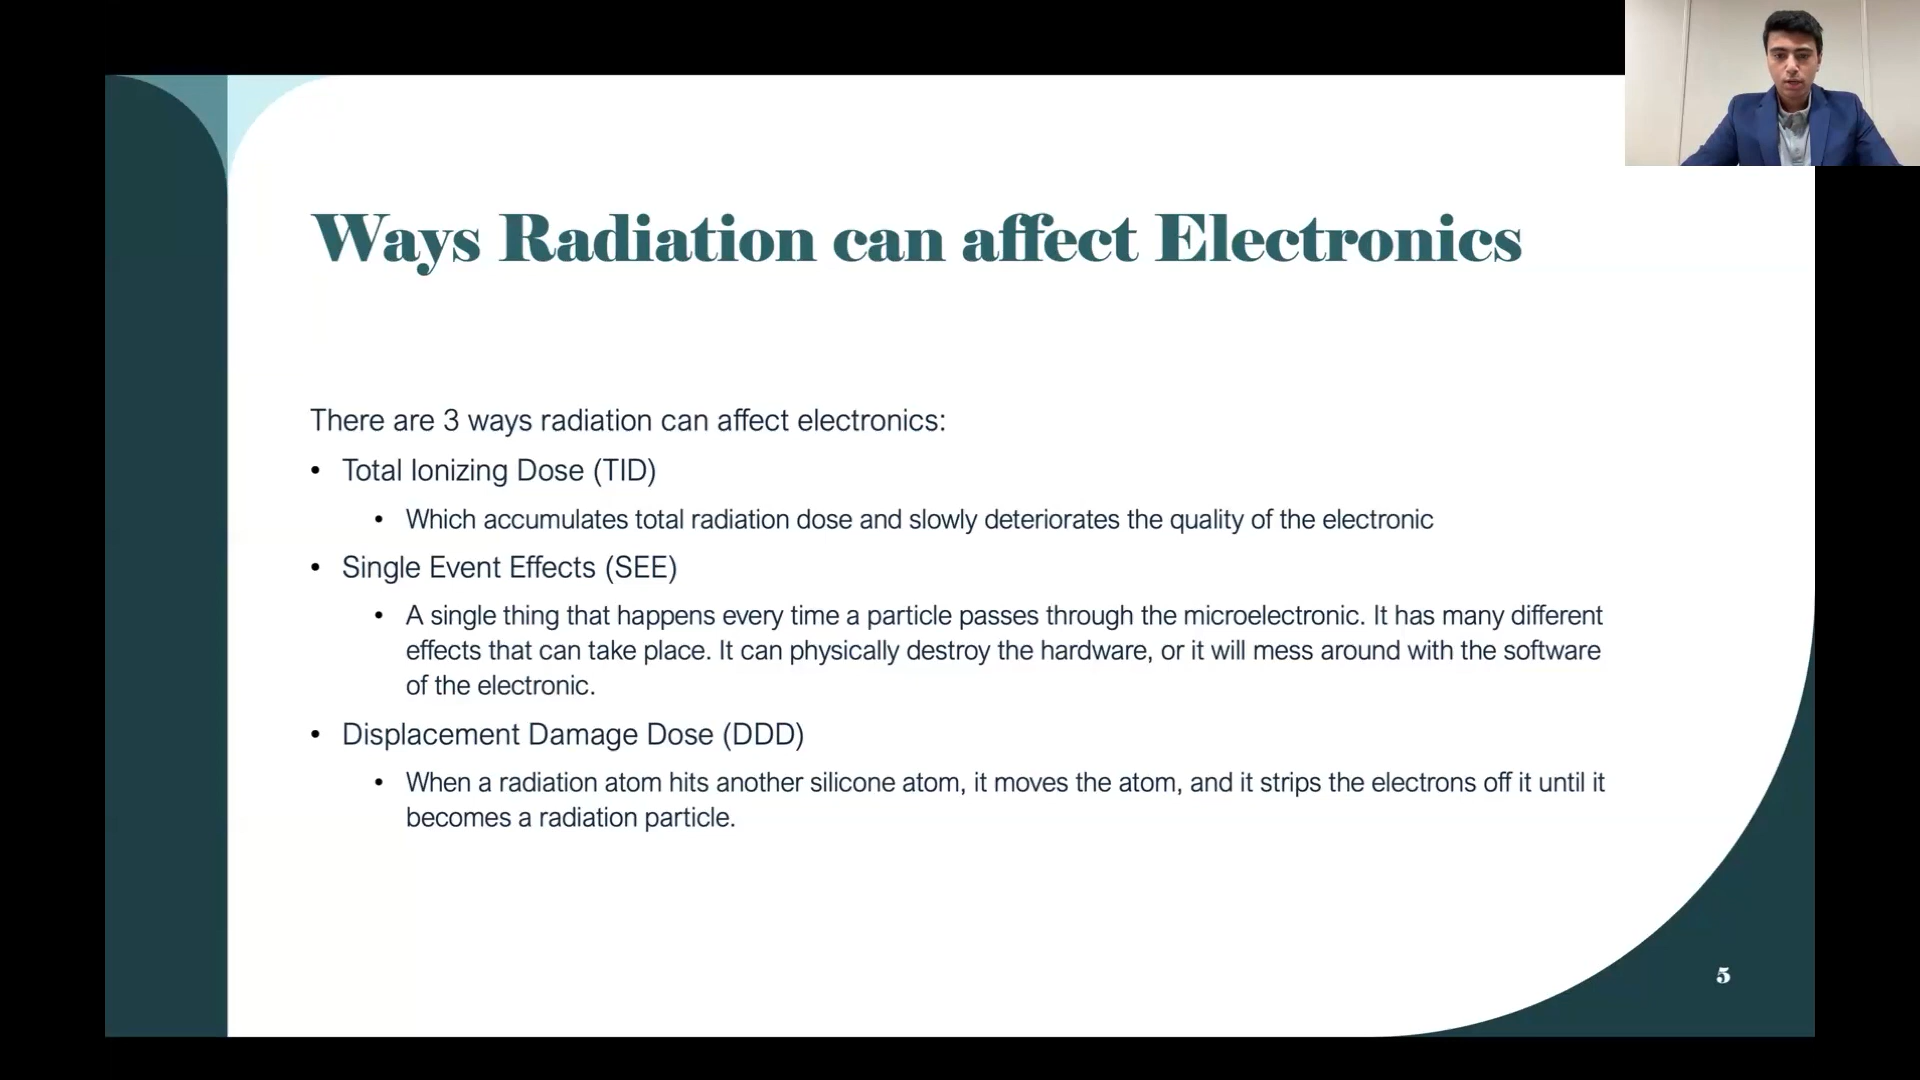 Ways Radiation can affect Electronics
There are 3 ways radiation can affect electronics:
• Total Ionizing Dose (TID)
• Which accumulates total radiation dose and slowly deteriorates the quality of the electronic
• Single Event Effects (SEE)
• A single thing that happens every time a particle passes through the microelectronic. It has many different
effects that can take place. It can physically destroy the hardware, or it will mess around with the software
of the electronic.
• Displacement Damage Dose (DDD)
• When a radiation atom hits another silicone atom, it moves the atom, and it strips the electrons off it until it
becomes a radiation particle.
5